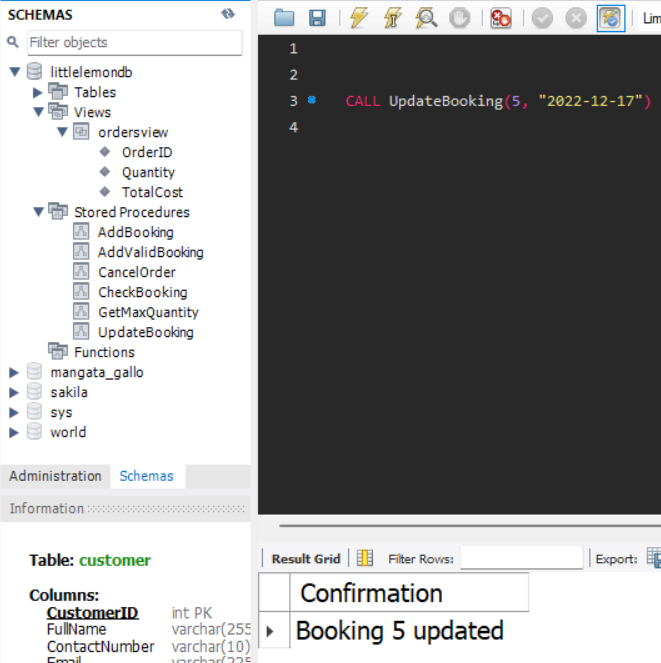 SCHEMAS
Filter objects
littlelemondb
Tables
Views
ordersview
OrderID
Quantity
TotalCost
Stored Procedures
AddBooking
AddValidBooking
CancelOrder
CheckBooking
GetMaxQuantity
UpdateBooking
Functions
mangata_gallo
sakila
sys
world
Administration Schemas
Information
Table: customer
Columns:
CustomerID int PK
FullName varchar(255
ContactNumber varchar(10)
Email varchar(225
Lim
1
2
3 CALL UpdateBooking(5, "2022-12-17")
4
Result Grid Filter Rows: Export:
Confirmation
Booking 5 updated